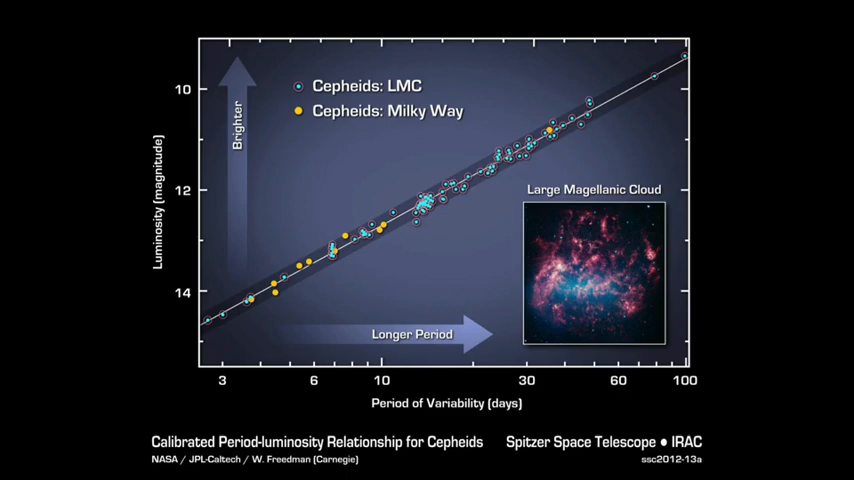 Cepheids: LMC
Cepheids: Milky Way
Brighter
Luminosity (magnitude)
10
12
14
Large Magellanic Cloud
Longer Period
3 6 10 30 60 100
Period of Variability (days)
Calibrated Period-luminosity Relationship for Cepheids Spitzer Space Telescope ● IRAC
NASA / JPL-Caltech / W. Freedman (Carnegie) ssc2012-13a